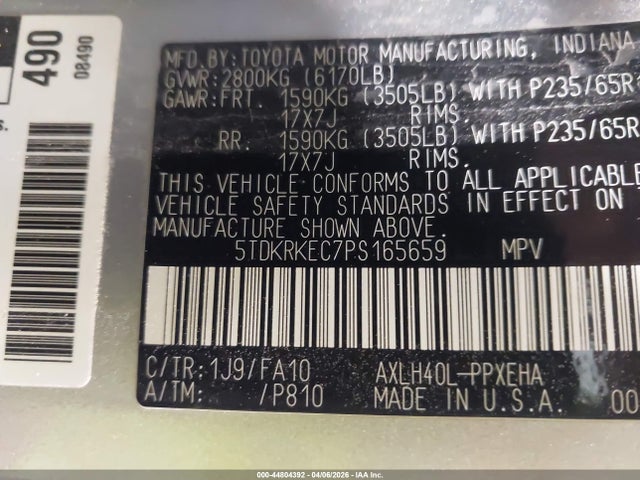 490
08490
s.
MFD.BY: TOYOTA MOTOR MANUFACTURING, INDIANA
GVWR: 2800KG (6170LB)
GAWR: FRT. 1590KG (3505LB) WITH P235/65R
17X7J RIMS.
RR. 1590KG (3505LB) WITH P235/65R
17X7J RIMS.
THIS VEHICLE CONFORMS TO ALL APPLICABLE
VEHICLE SAFETY STANDARDS IN EFFECT ON
MANUFACTURE SHOWN ABOVE.
5TDKRKEC7PS165659 MPV
C/TR: 1J9/FA10 AXLH40L-PPXEHA
A/TM: /P810 MADE IN U.S.A. 00
000-44804392 - 04/06/2026 - IAA Inc.